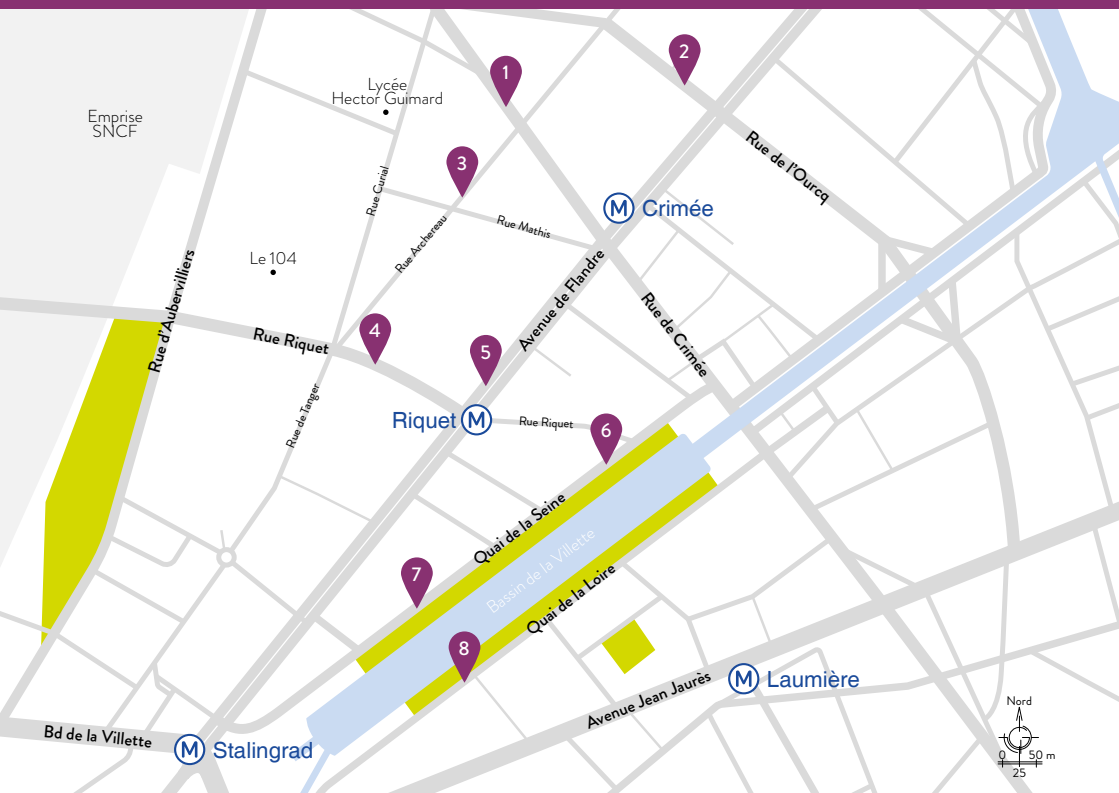 1
2
Lycée
Hector Guimard
Emprise
SNCF
3
Rue de l'Ourcq
Rue Curial
M Crimée
Rue Mathis
Rue Archereau
Le 104
Rue d'Aubervilliers
Avenue de Flandre
Rue de Crimée
Rue Riquet
4
5
Rue de Tanger
Riquet M
Rue Riquet
6
Quai de la Seine
Bassin de la Villette
7
Quai de la Loire
8
M Laumière
Avenue Jean Jaurès
Nord
Bd de la Villette
M Stalingrad
0 50 m
25